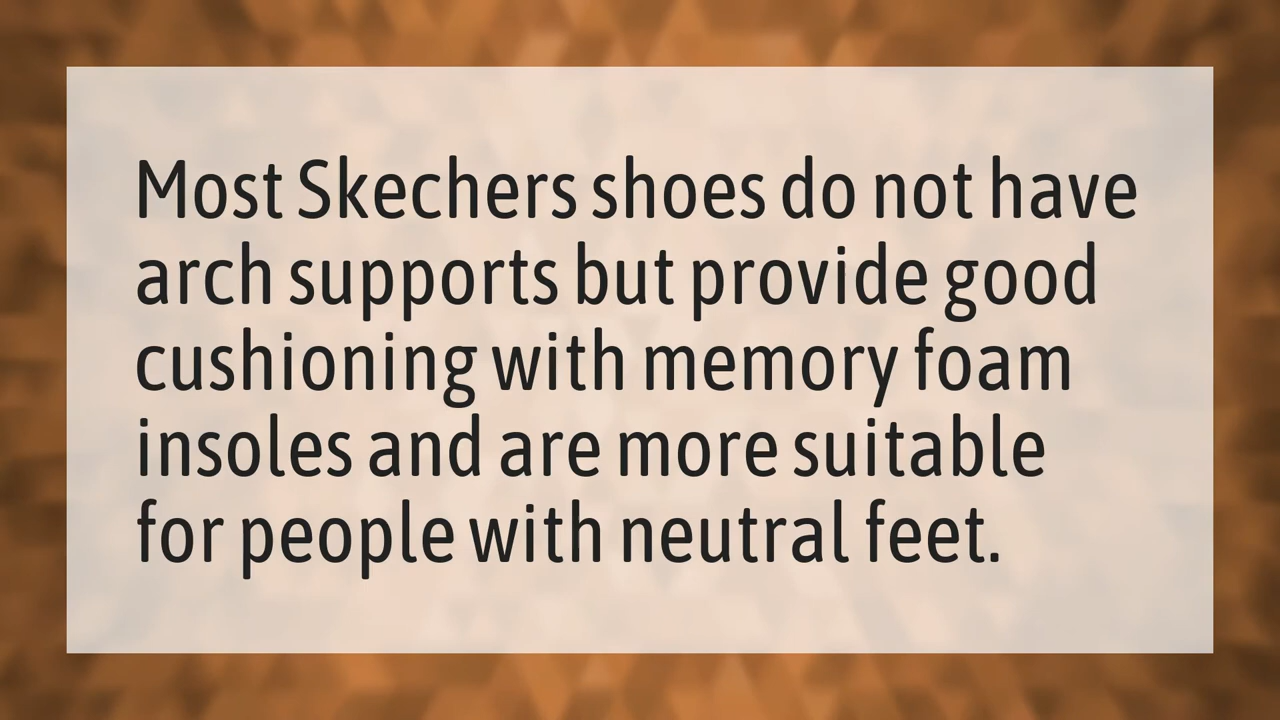 Most Skechers shoes do not have
arch supports but provide good
cushioning with memory foam
insoles and are more suitable
for people with neutral feet.